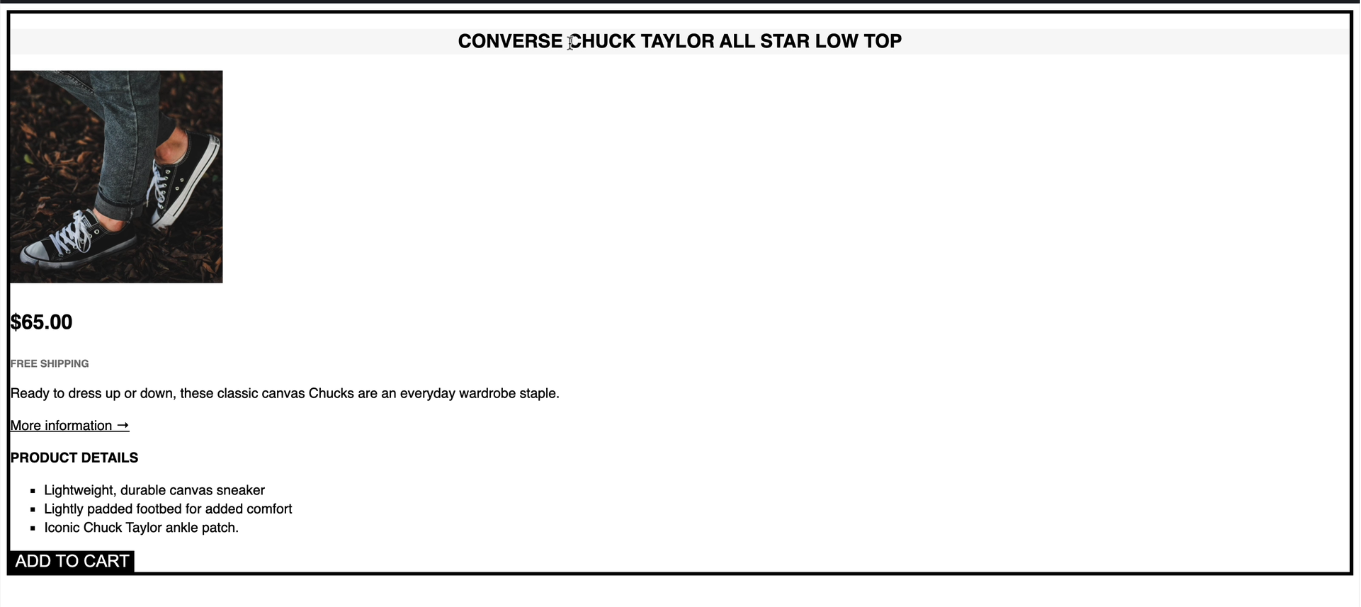 CONVERSE CHUCK TAYLOR ALL STAR LOW TOP
$65.00
FREE SHIPPING
Ready to dress up or down, these classic canvas Chucks are an everyday wardrobe staple.
More information →
PRODUCT DETAILS
▪ Lightweight, durable canvas sneaker
▪ Lightly padded footbed for added comfort
▪ Iconic Chuck Taylor ankle patch.
ADD TO CART